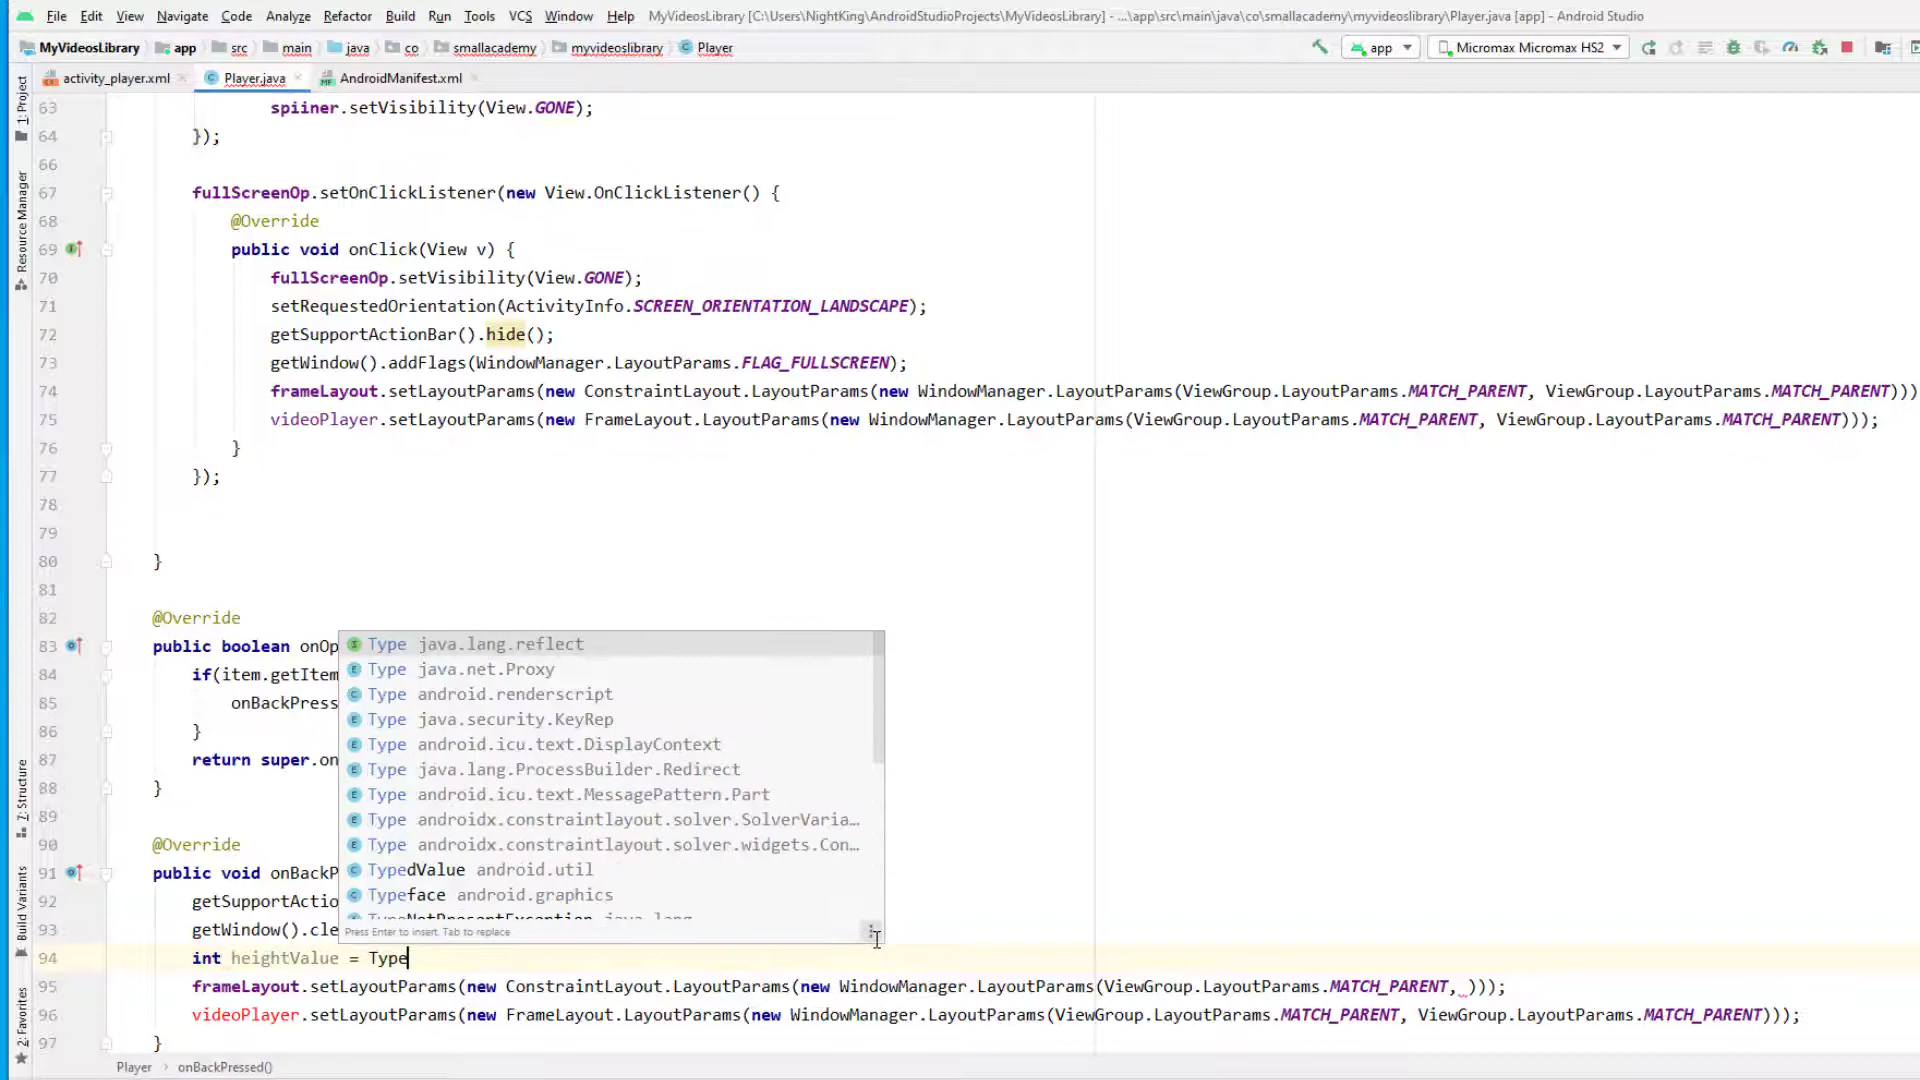 File Edit View Navigate Code Analyze Refactor Build Run Tools VCS Window Help MyVideosLibrary [C:\Users\NightKing\AndroidStudioProjects\MyVideosLibrary] - ...\app\src\main\java\co\smallacademy\myvideoslibrary\Player.java [app] - Android Studio
MyVideosLibrary app src main java co smallacademy myvideoslibrary Player
app Micromax Micromax HS2
activity_player.xml Player.java AndroidManifest.xml
1: Project
Resource Manager
7: Structure
Build Variants
2: Favorites
63 spiiner.setVisibility(View.GONE);
64 });
66
67 fullScreenOp.setOnClickListener(new View.OnClickListener() {
68 @Override
69 public void onClick(View v) {
70 fullScreenOp.setVisibility(View.GONE);
71 setRequestedOrientation(ActivityInfo.SCREEN_ORIENTATION_LANDSCAPE);
72 getSupportActionBar().hide();
73 getWindow().addFlags(WindowManager.LayoutParams.FLAG_FULLSCREEN);
74 frameLayout.setLayoutParams(new ConstraintLayout.LayoutParams(new WindowManager.LayoutParams(ViewGroup.LayoutParams.MATCH_PARENT, ViewGroup.LayoutParams.MATCH_PARENT)))
75 videoPlayer.setLayoutParams(new FrameLayout.LayoutParams(new WindowManager.LayoutParams(ViewGroup.LayoutParams.MATCH_PARENT, ViewGroup.LayoutParams.MATCH_PARENT)));
76 }
77 });
78
79
80 }
81
82 @Override
83 public boolean onOp
84 if(item.getItem
85 onBackPress
86 }
87 return super.on
88 }
89
90 @Override
91 public void onBackP
92 getSupportActio
93 getWindow().cle
94 int heightValue = Type
95 frameLayout.setLayoutParams(new ConstraintLayout.LayoutParams(new WindowManager.LayoutParams(ViewGroup.LayoutParams.MATCH_PARENT, )));
96 videoPlayer.setLayoutParams(new FrameLayout.LayoutParams(new WindowManager.LayoutParams(ViewGroup.LayoutParams.MATCH_PARENT, ViewGroup.LayoutParams.MATCH_PARENT)));
97 }
Type java.lang.reflect
Type java.net.Proxy
Type android.renderscript
Type java.security.KeyRep
Type android.icu.text.DisplayContext
Type java.lang.ProcessBuilder.Redirect
Type android.icu.text.MessagePattern.Part
Type androidx.constraintlayout.solver.SolverVaria...
Type androidx.constraintlayout.solver.widgets.Con...
TypedValue android.util
Typeface android.graphics
TypeNotPresentException java.lang
Press Enter to insert, Tab to replace
Player onBackPressed()